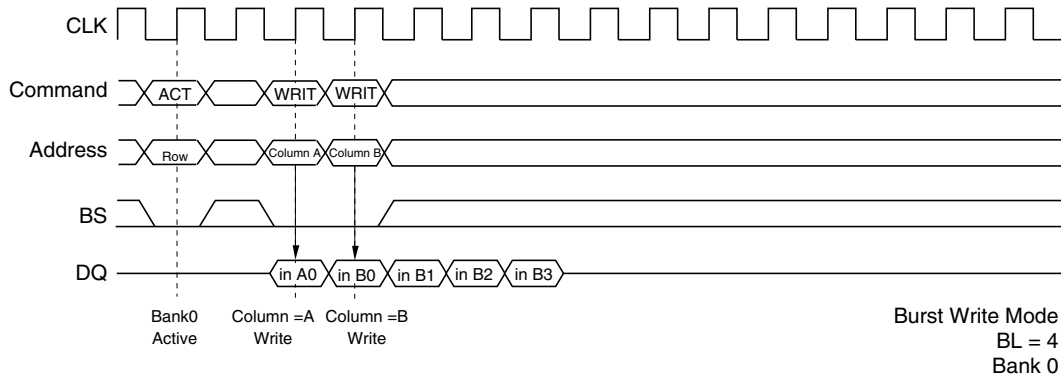 CLK
Command ACT WRIT WRIT
Address Row Column A Column B
BS
DQ in A0 in B0 in B1 in B2 in B3
Bank0 Column =A Column =B
Active Write Write
Burst Write Mode
BL = 4
Bank 0